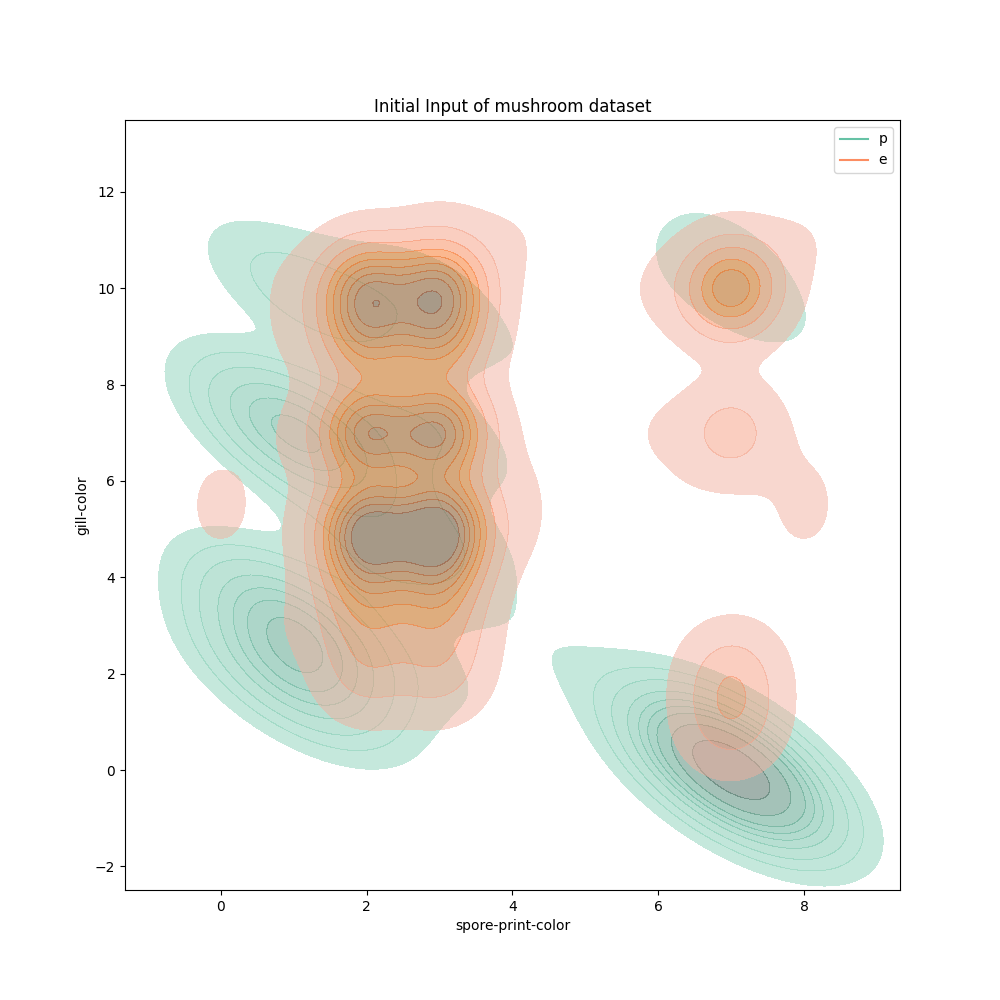 Initial Input of mushroom dataset
p
e
12
10
8
6
4
2
0
−2
gill-color
0 2 4 6 8
spore-print-color